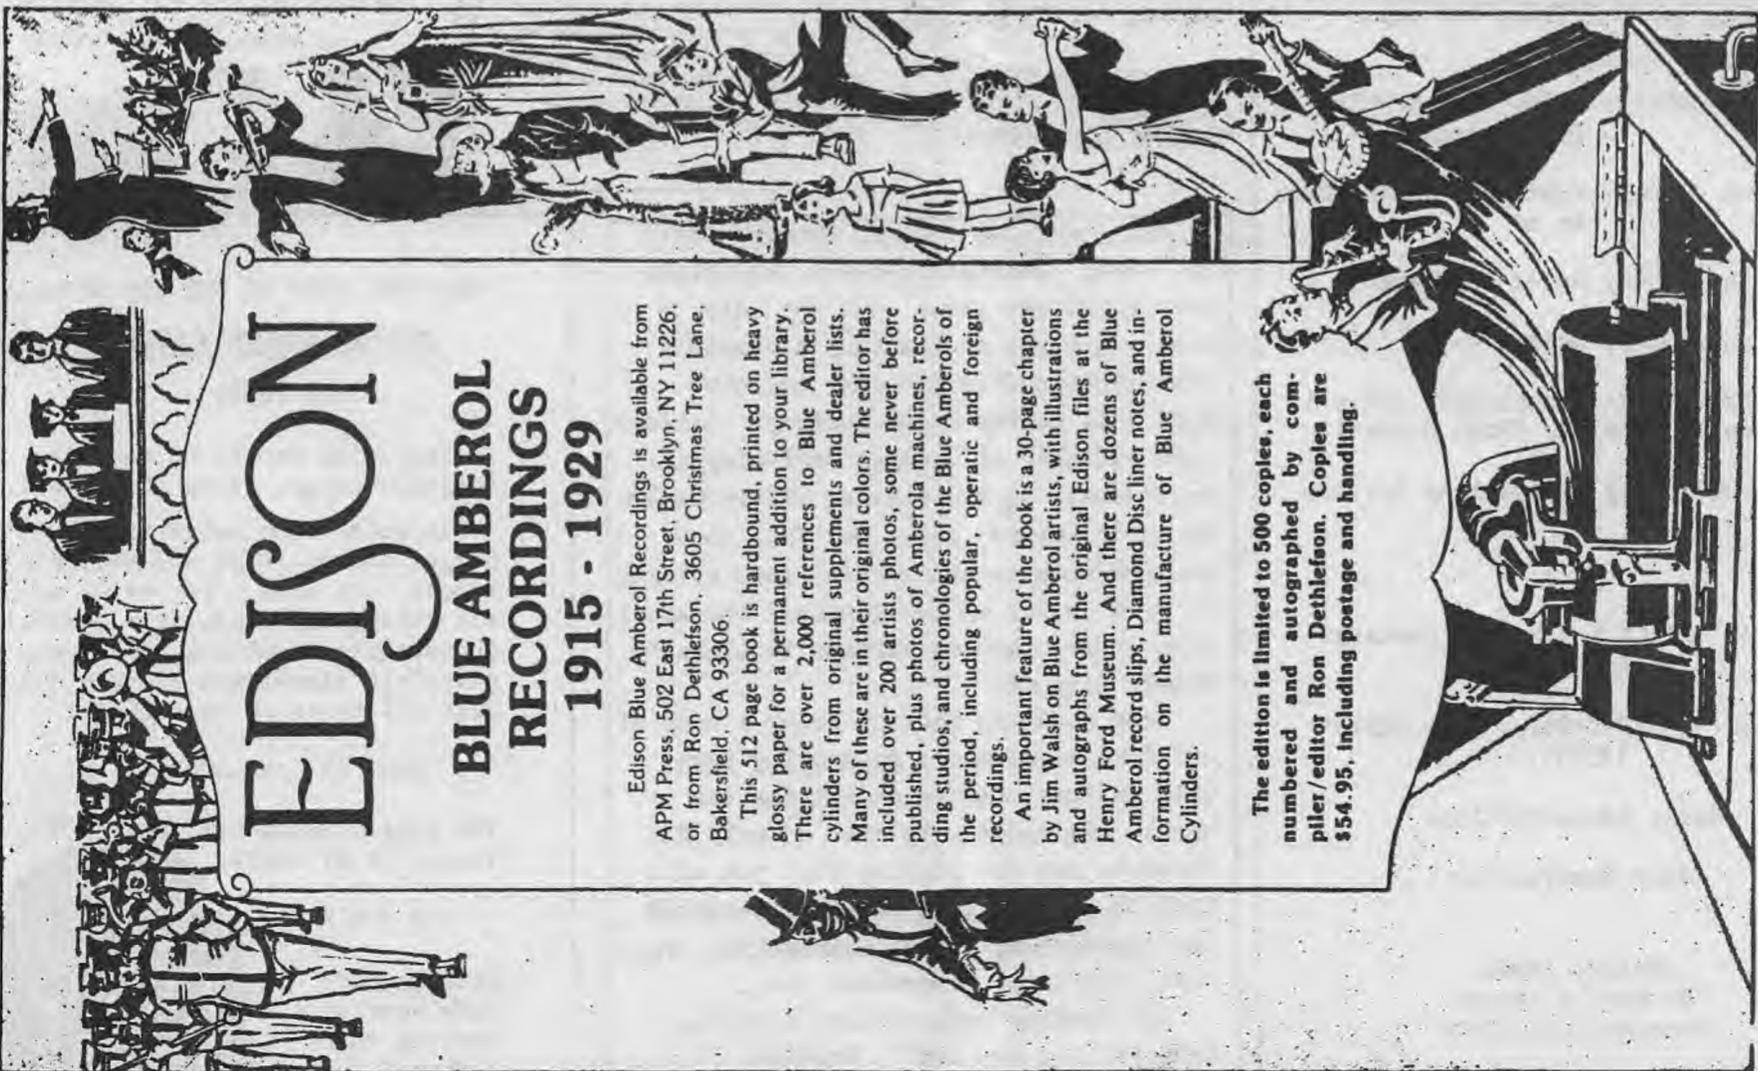 EDISON
BLUE AMBEROL
RECORDINGS
1915 - 1929
Edison Blue Amberol Recordings is available from
APM Press, 502 East 17th Street, Brooklyn, NY 11226,
or from Ron Dethlefson, 3605 Christmas Tree Lane,
Bakersfield, CA 93306.
This 512 page book is hardbound, printed on heavy
glossy paper for a permanent addition to your library.
There are over 2,000 references to Blue Amberol
cylinders from original supplements and dealer lists.
Many of these are in their original colors. The editor has
included over 200 artists photos, some never before
published, plus photos of Amberola machines, recor-
ding studios, and chronologies of the Blue Amberols of
the period, including popular, operatic and foreign
recordings.
An important feature of the book is a 30-page chapter
by Jim Walsh on Blue Amberol artists, with illustrations
and autographs from the original Edison files at the
Henry Ford Museum. And there are dozens of Blue
Amberol record slips, Diamond Disc liner notes, and in-
formation on the manufacture of Blue Amberol
Cylinders.
The edition is limited to 500 copies, each
numbered and autographed by com-
piler/editor Ron Dethlefson. Copies are
$54.95, including postage and handling.